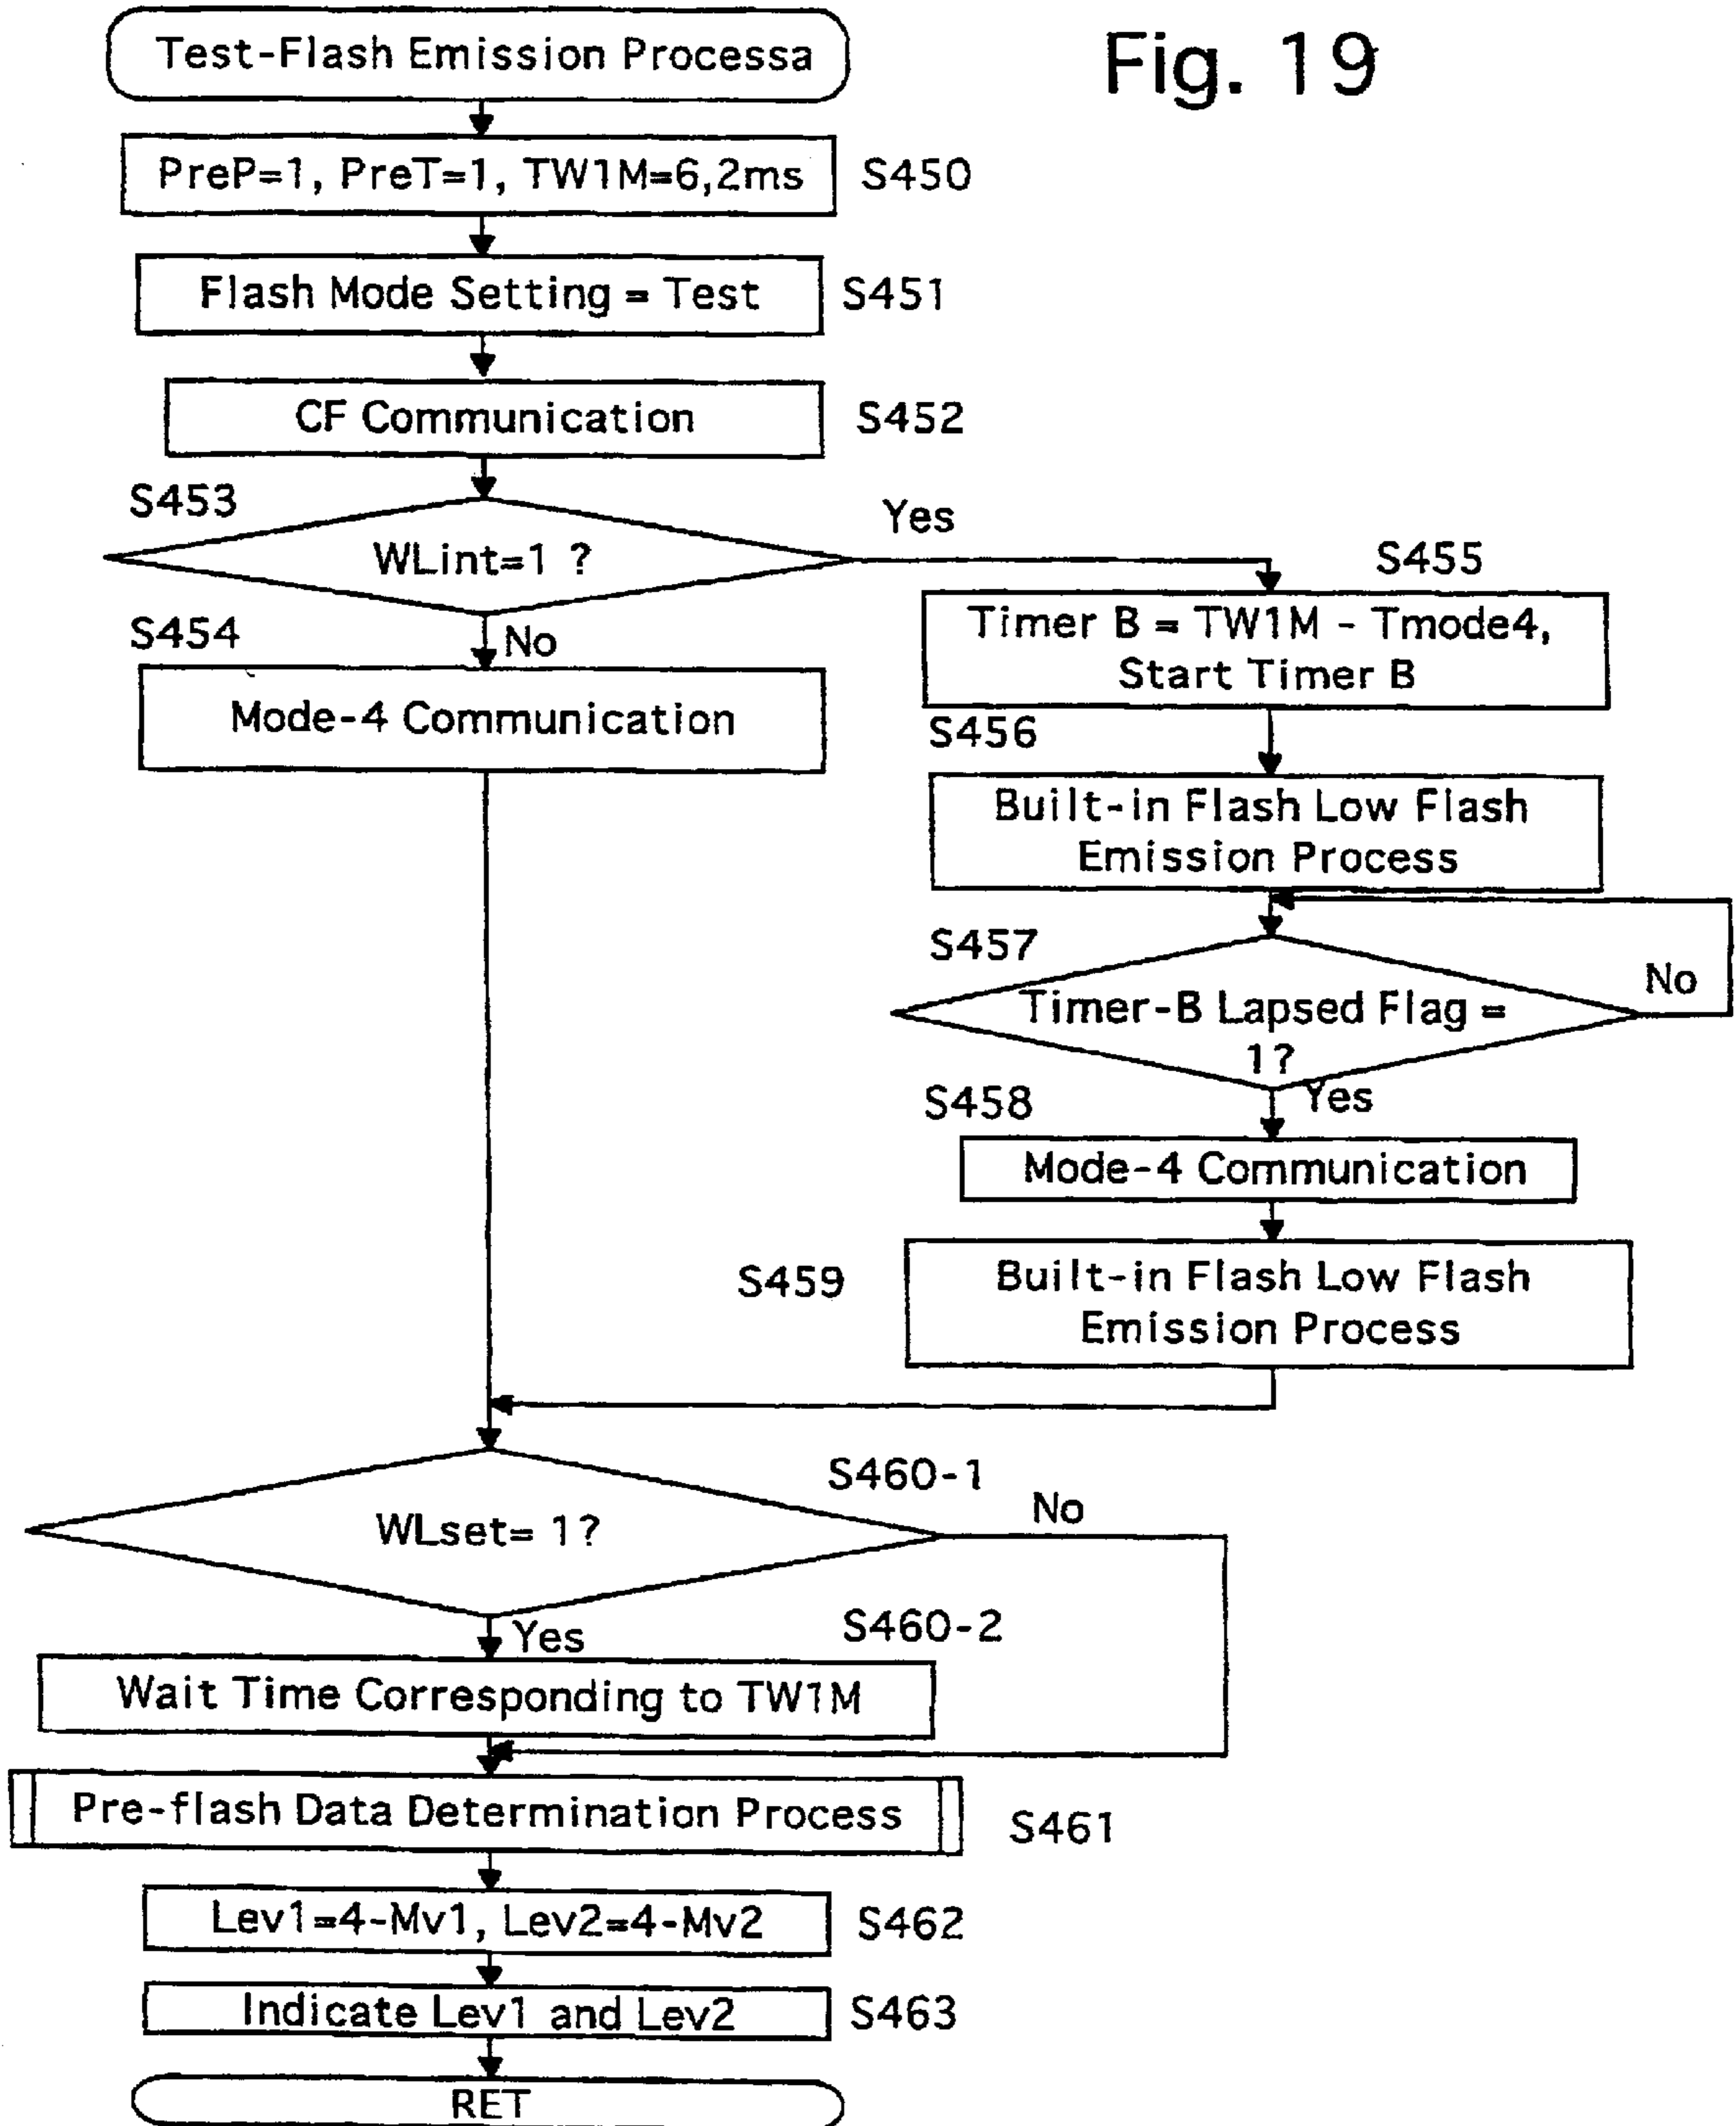 Fig. 19
Test-Flash Emission Processa
PreP=1, PreT=1, TW1M=6,2ms
S450
Flash Mode Setting = Test
S451
CF Communication
S452
S453
WLint=1 ?
Yes
No
S454
Mode-4 Communication
S455
Timer B = TW1M - Tmode4,
Start Timer B
S456
Built-in Flash Low Flash
Emission Process
S457
Timer-B Lapsed Flag =
1?
No
Yes
S458
Mode-4 Communication
S459
Built-in Flash Low Flash
Emission Process
S460-1
WLset= 1?
No
Yes
S460-2
Wait Time Corresponding to TW1M
Pre-flash Data Determination Process
S461
Lev1=4-Mv1, Lev2=4-Mv2
S462
Indicate Lev1 and Lev2
S463
RET